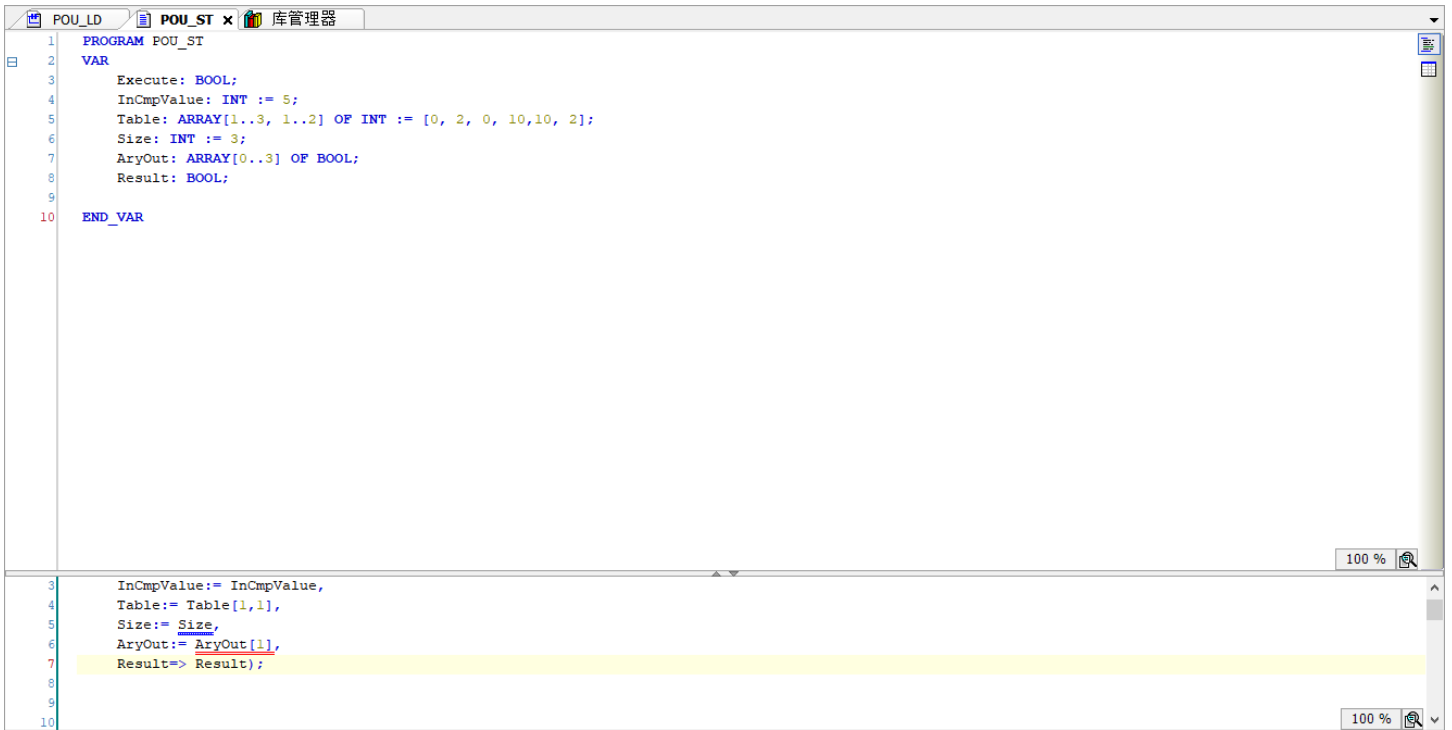 POU_LD POU_ST x 库管理器
1 PROGRAM POU_ST
2 VAR
3 Execute: BOOL;
4 InCmpValue: INT := 5;
5 Table: ARRAY[1..3, 1..2] OF INT := [0, 2, 0, 10,10, 2];
6 Size: INT := 3;
7 AryOut: ARRAY[0..3] OF BOOL;
8 Result: BOOL;
9
10 END_VAR
100 %
3 InCmpValue:= InCmpValue,
4 Table:= Table[1,1],
5 Size:= Size,
6 AryOut:= AryOut[1],
7 Result=> Result);
8
9
10
100 %